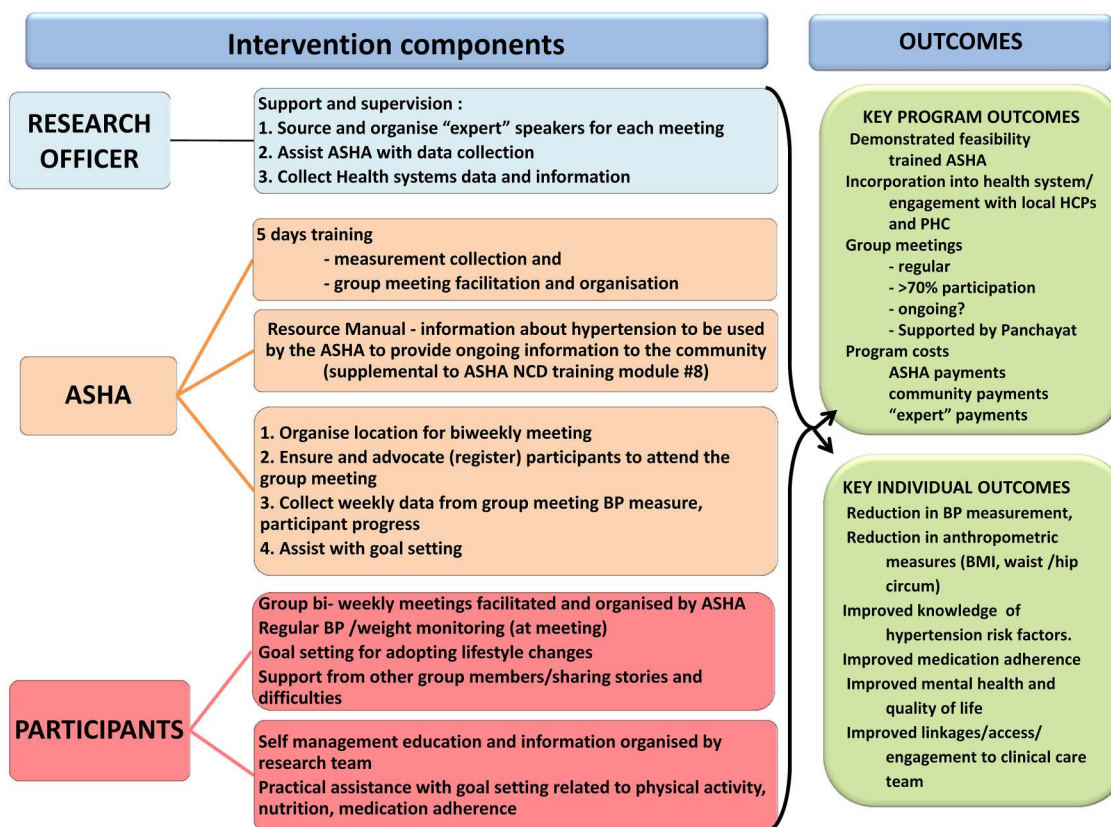 Intervention components
OUTCOMES
RESEARCH
OFFICER
Support and supervision :
1. Source and organise “expert” speakers for each meeting
2. Assist ASHA with data collection
3. Collect Health systems data and information
ASHA
5 days training
- measurement collection and
- group meeting facilitation and organisation
Resource Manual - information about hypertension to be used
by the ASHA to provide ongoing information to the community
(supplemental to ASHA NCD training module #8)
1. Organise location for biweekly meeting
2. Ensure and advocate (register) participants to attend the
group meeting
3. Collect weekly data from group meeting BP measure,
participant progress
4. Assist with goal setting
PARTICIPANTS
Group bi- weekly meetings facilitated and organised by ASHA
Regular BP /weight monitoring (at meeting)
Goal setting for adopting lifestyle changes
Support from other group members/sharing stories and
difficulties
Self management education and information organised by
research team
Practical assistance with goal setting related to physical activity,
nutrition, medication adherence
KEY PROGRAM OUTCOMES
Demonstrated feasibility
trained ASHA
Incorporation into health system/
engagement with local HCPs
and PHC
Group meetings
- regular
- >70% participation
- ongoing?
- Supported by Panchayat
Program costs
ASHA payments
community payments
“expert” payments
KEY INDIVIDUAL OUTCOMES
Reduction in BP measurement,
Reduction in anthropometric
measures (BMI, waist /hip
circum)
Improved knowledge of
hypertension risk factors.
Improved medication adherence
Improved mental health and
quality of life
Improved linkages/access/
engagement to clinical care
team